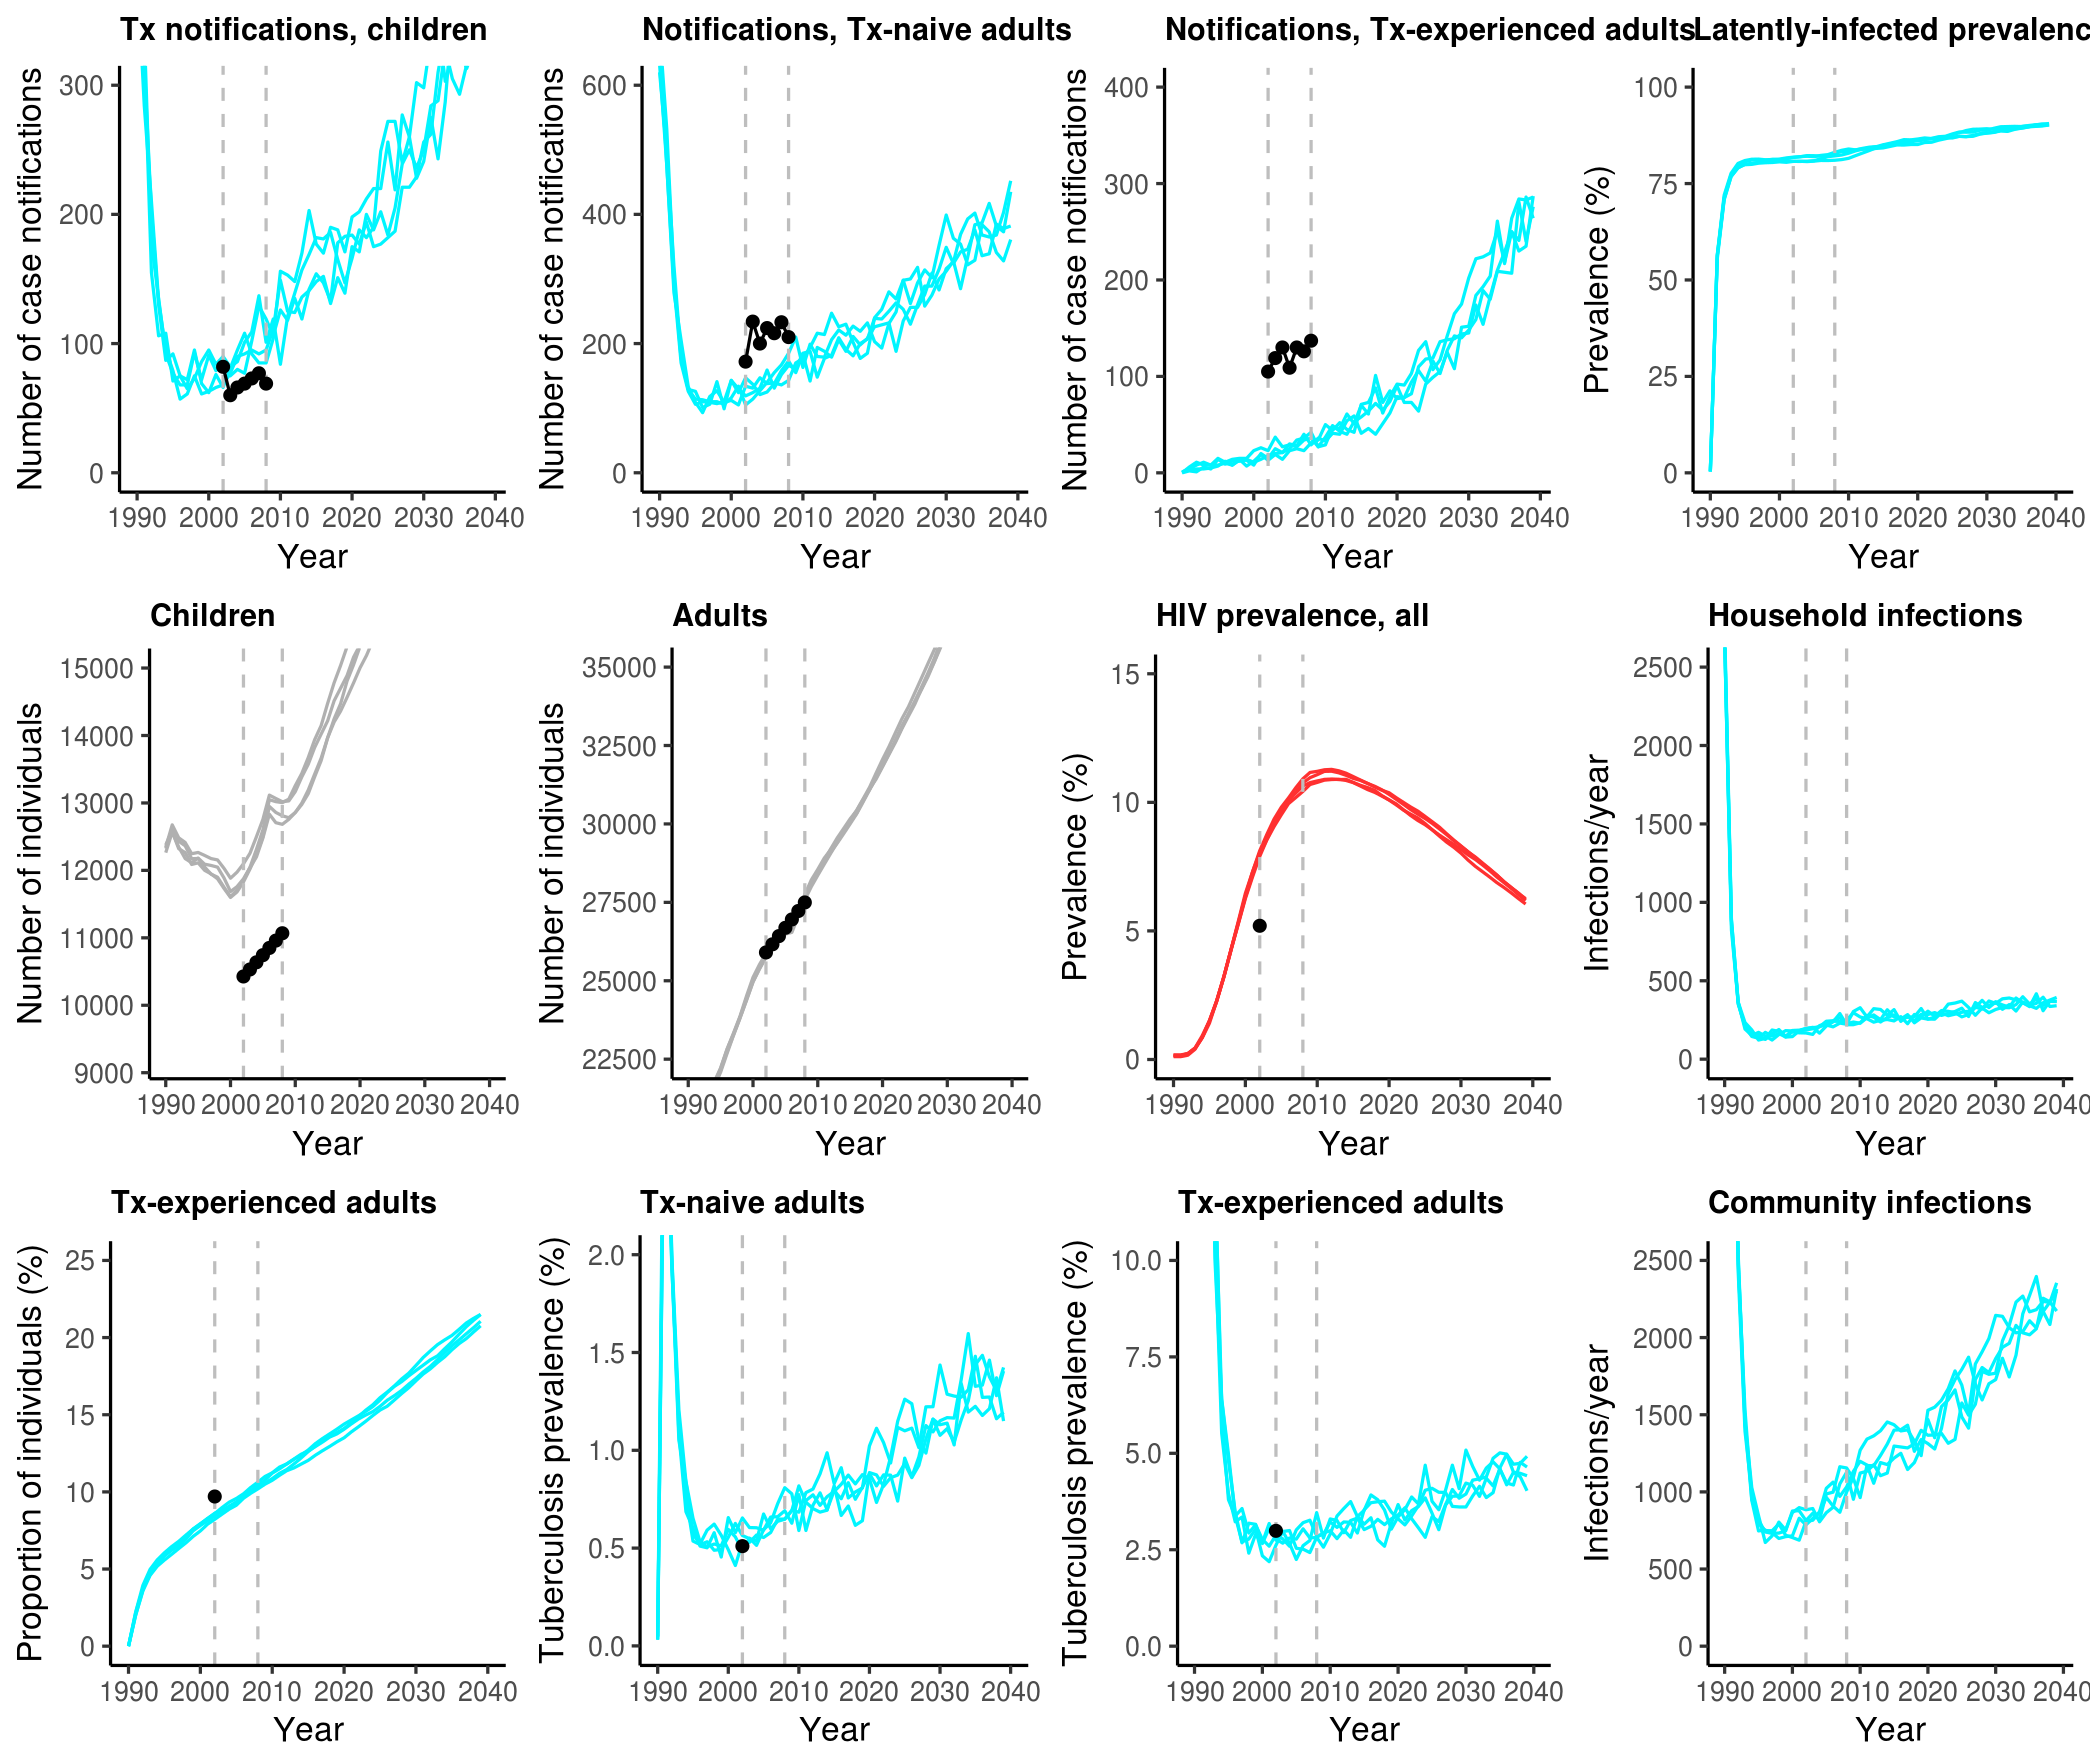 Tx notifications, children
Number of case notifications
300
200
100
0
1990 2000 2010 2020 2030 2040
Year
Notifications, Tx-naive adults
Number of case notifications
600
400
200
0
1990 2000 2010 2020 2030 2040
Year
Notifications, Tx-experienced adults
Number of case notifications
400
300
200
100
0
1990 2000 2010 2020 2030 2040
Year
Latently-infected prevalenc
Prevalence (%)
100
75
50
25
0
1990 2000 2010 2020 2030 2040
Year
Children
Number of individuals
15000
14000
13000
12000
11000
10000
9000
1990 2000 2010 2020 2030 2040
Year
Adults
Number of individuals
35000
32500
30000
27500
25000
22500
1990 2000 2010 2020 2030 2040
Year
HIV prevalence, all
Prevalence (%)
15
10
5
0
1990 2000 2010 2020 2030 2040
Year
Household infections
Infections/year
2500
2000
1500
1000
500
0
1990 2000 2010 2020 2030 2040
Year
Tx-experienced adults
Proportion of individuals (%)
25
20
15
10
5
0
1990 2000 2010 2020 2030 2040
Year
Tx-naive adults
Tuberculosis prevalence (%)
2.0
1.5
1.0
0.5
0.0
1990 2000 2010 2020 2030 2040
Year
Tx-experienced adults
Tuberculosis prevalence (%)
10.0
7.5
5.0
2.5
0.0
1990 2000 2010 2020 2030 2040
Year
Community infections
Infections/year
2500
2000
1500
1000
500
0
1990 2000 2010 2020 2030 2040
Year